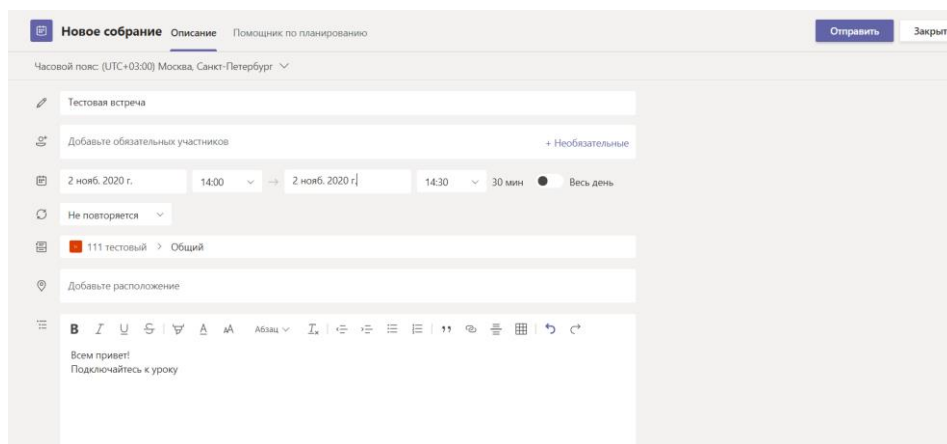 Новое собрание Описание Помощник по планированию Отправить Закрыт
Часовой пояс: (UTC+03:00) Москва, Санкт-Петербург
Тестовая встреча
Добавьте обязательных участников + Необязательные
2 нояб. 2020 г. 14:00 → 2 нояб. 2020 г. 14:30 30 мин Весь день
Не повторяется
111 тестовый > Общий
Добавьте расположение
B I U S A AA Абзац Tx
Всем привет!
Подключайтесь к уроку